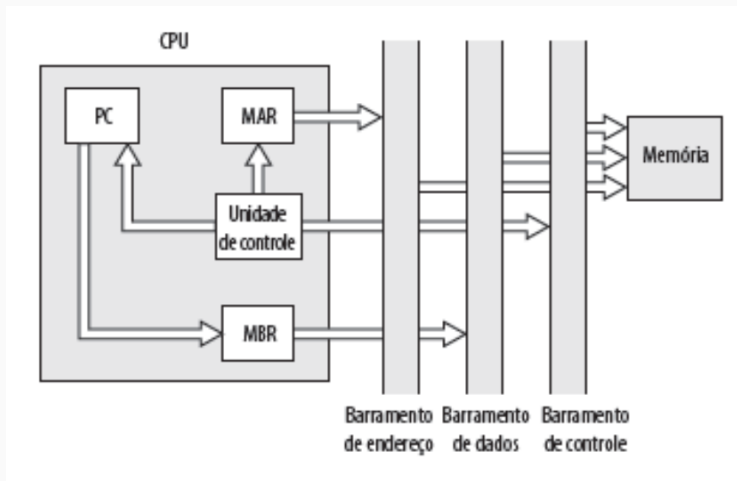 CPU
PC
MAR
Memória
Unidade
de controle
MBR
Barramento
de endereço
Barramento
de dados
Barramento
de controle